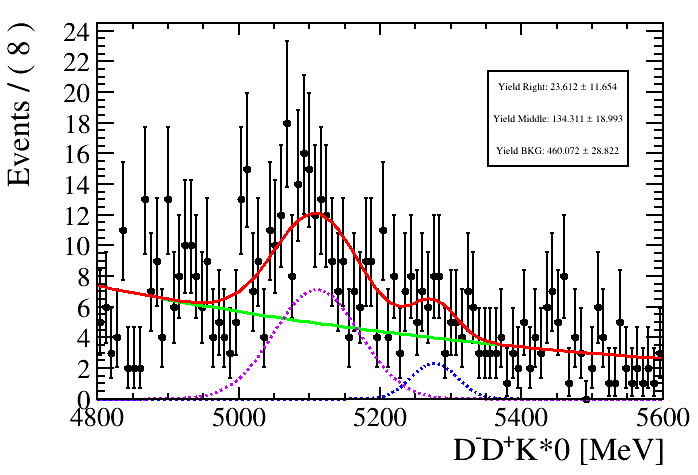 Events / ( 8 )
24
22
20
18
16
14
12
10
8
6
4
2
0
Yield Right: 23.612 ± 11.654
Yield Middle: 134.311 ± 18.993
Yield BKG: 460.072 ± 28.822
4800 5000 5200 5400 5600
D⁻D⁺K*0 [MeV]